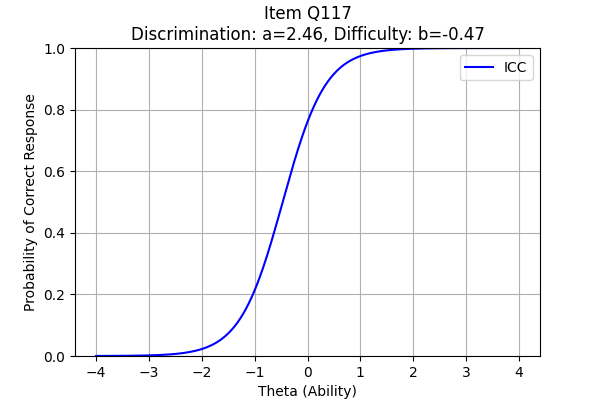 Item Q117
Discrimination: a=2.46, Difficulty: b=-0.47
ICC
1.0
0.8
0.6
0.4
0.2
0.0
Probability of Correct Response
−4 −3 −2 −1 0 1 2 3 4
Theta (Ability)